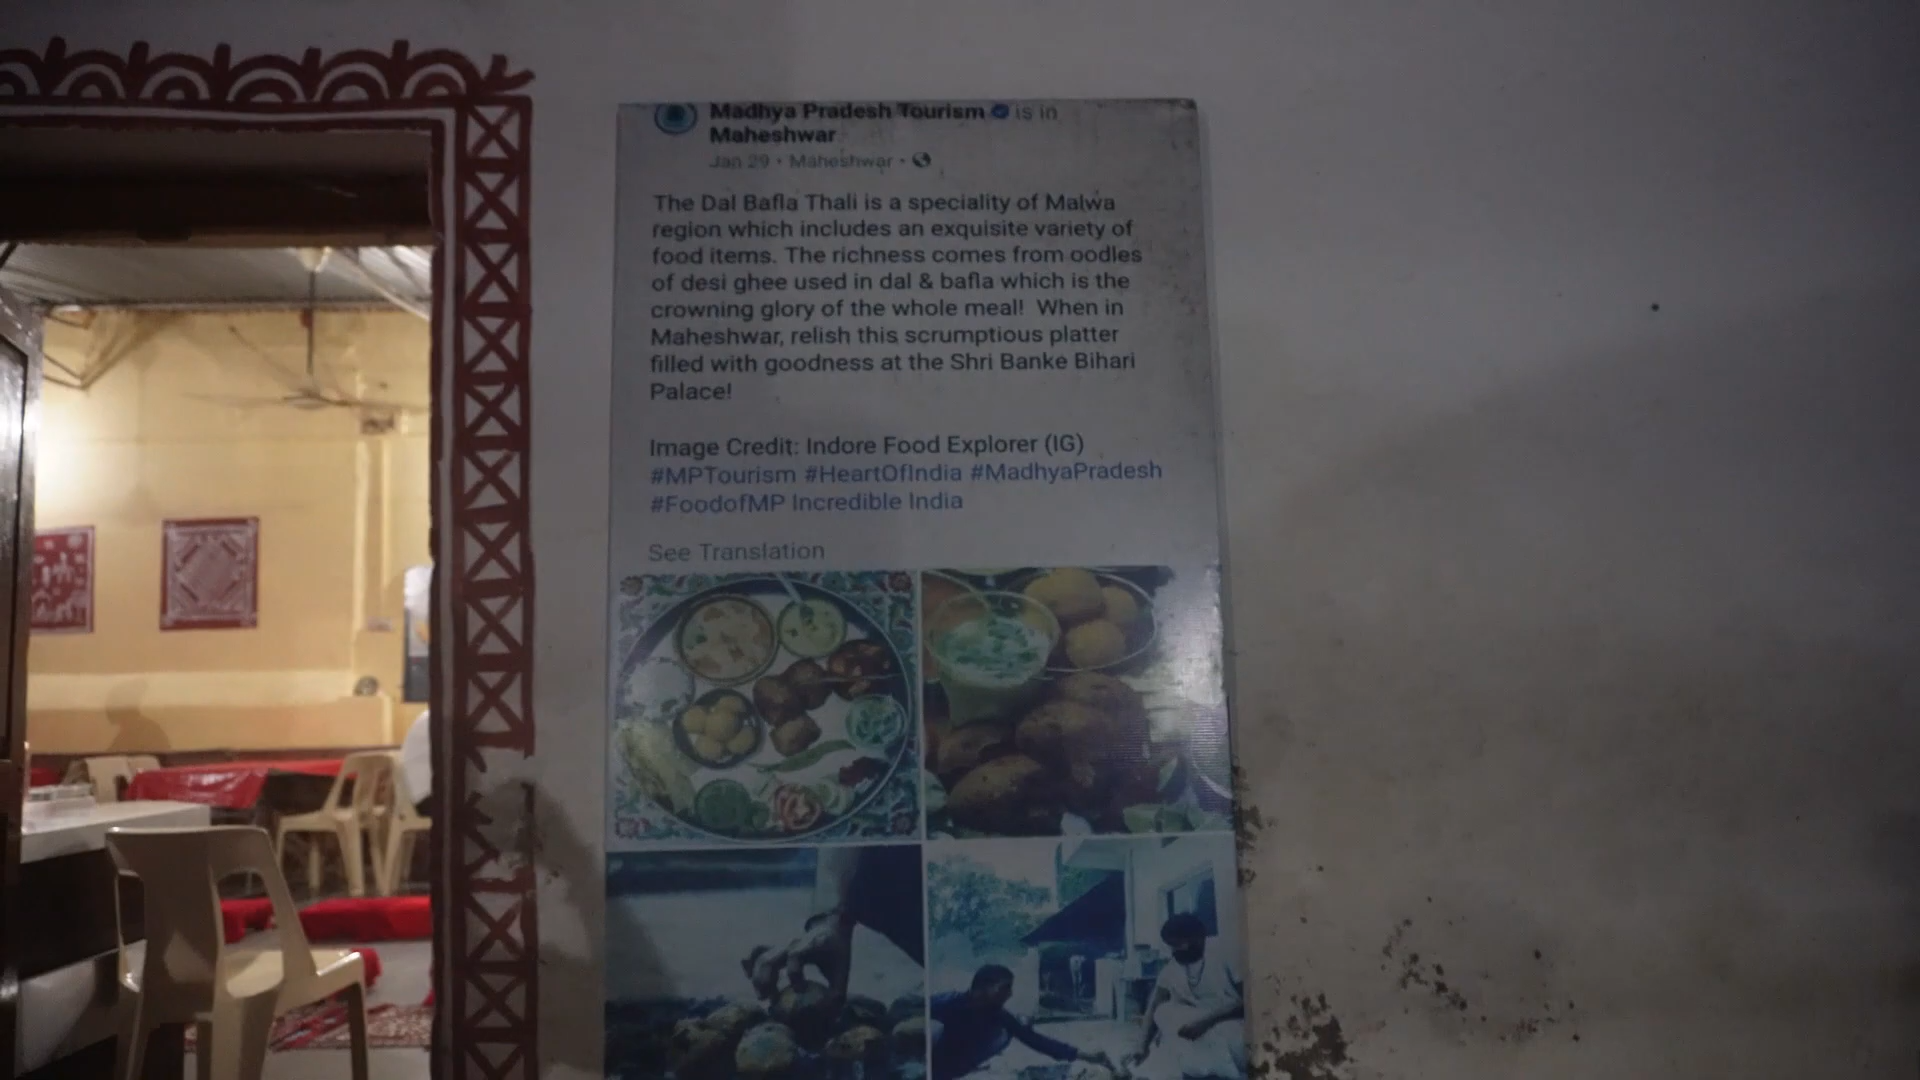 Madhya Pradesh Tourism is in
Maheshwar
Jan 29 • Maheshwar •
The Dal Bafla Thali is a speciality of Malwa
region which includes an exquisite variety of
food items. The richness comes from oodles
of desi ghee used in dal & bafla which is the
crowning glory of the whole meal! When in
Maheshwar, relish this scrumptious platter
filled with goodness at the Shri Banke Bihari
Palace!
Image Credit: Indore Food Explorer (IG)
#MPTourism #HeartOfIndia #MadhyaPradesh
#FoodofMP Incredible India
See Translation